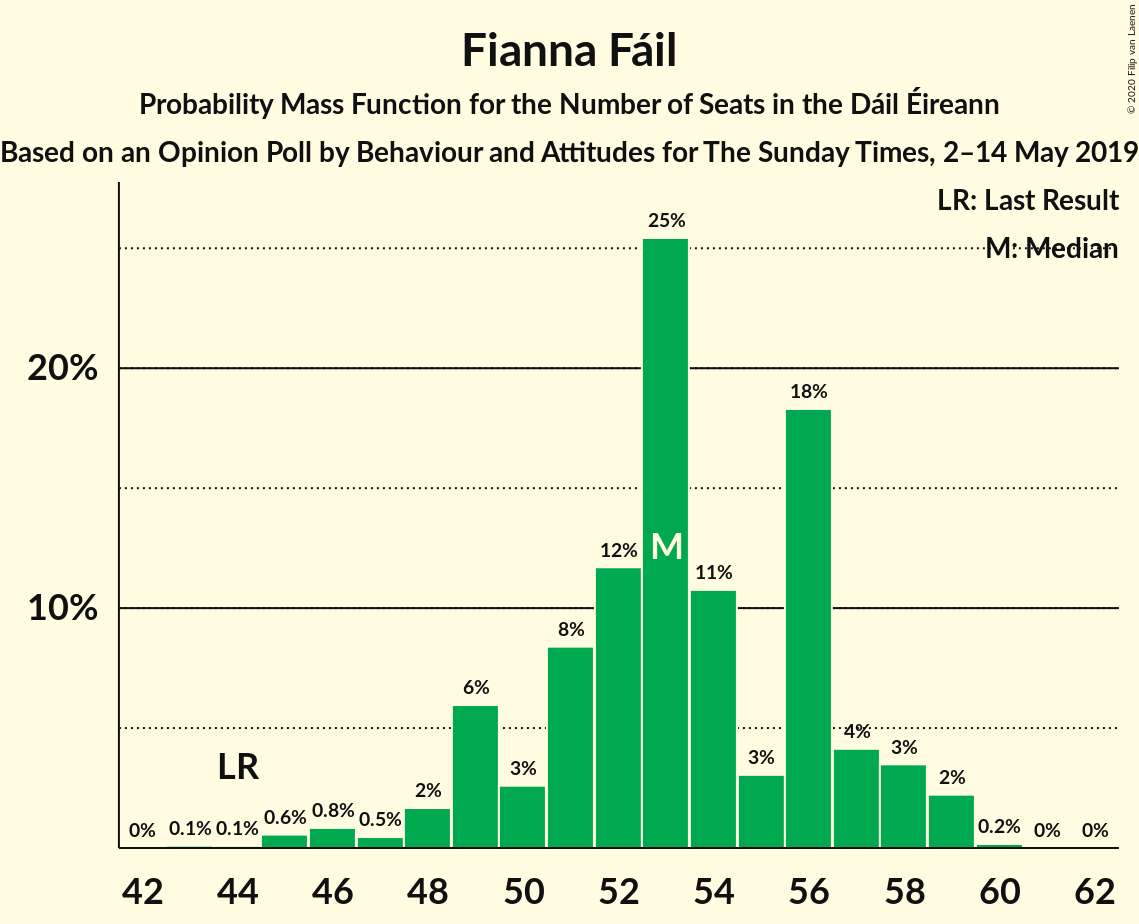 Fianna Fáil
Probability Mass Function for the Number of Seats in the Dáil Éireann
Based on an Opinion Poll by Behaviour and Attitudes for The Sunday Times, 2–14 May 2019
© 2020 Filip van Laenen
LR: Last Result
M: Median
20%
10%
LR
M
0%
0.1%
0.1%
0.6%
0.8%
0.5%
2%
6%
3%
8%
12%
25%
11%
3%
18%
4%
3%
2%
0.2%
0%
0%
42 44 46 48 50 52 54 56 58 60 62